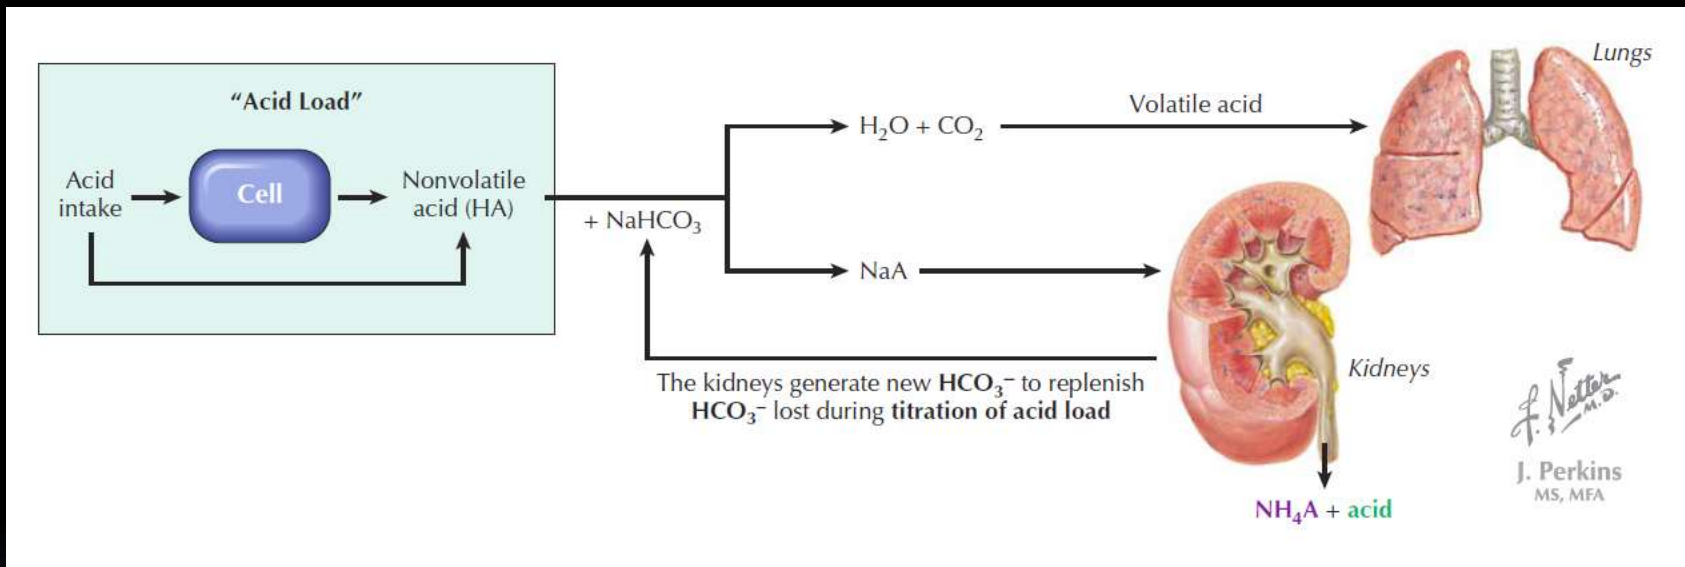 "Acid Load"
Acid
intake
Cell
Nonvolatile
acid (HA)
+ NaHCO₃
H₂O + CO₂
Volatile acid
Lungs
NaA
Kidneys
The kidneys generate new HCO₃⁻ to replenish
HCO₃⁻ lost during titration of acid load
NH₄A + acid
f. Netter
M.D.
J. Perkins
MS, MFA